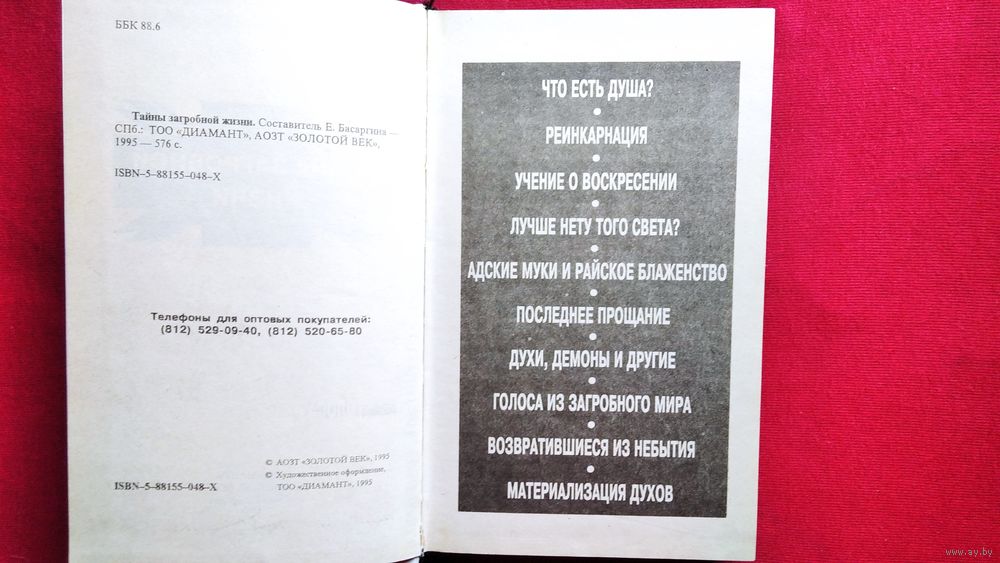 ББК 88.6
Тайны загробной жизни. Составитель Е. Басаргина —
СПб.: ТОО «ДИАМАНТ», АОЗТ «ЗОЛОТОЙ ВЕК»,
1995 — 576 с.
ISBN–5–88155–048–X
Телефоны для оптовых покупателей:
(812) 529-09-40, (812) 520-65-80
© АОЗТ «ЗОЛОТОЙ ВЕК», 1995
© Художественное оформление,
ISBN–5–88155–048–X ТОО «ДИАМАНТ», 1995
ЧТО ЕСТЬ ДУША?
•
РЕИНКАРНАЦИЯ
•
УЧЕНИЕ О ВОСКРЕСЕНИИ
•
ЛУЧШЕ НЕТУ ТОГО СВЕТА?
•
АДСКИЕ МУКИ И РАЙСКОЕ БЛАЖЕНСТВО
•
ПОСЛЕДНЕЕ ПРОЩАНИЕ
•
ДУХИ, ДЕМОНЫ И ДРУГИЕ
•
ГОЛОСА ИЗ ЗАГРОБНОГО МИРА
•
ВОЗВРАТИВШИЕСЯ ИЗ НЕБЫТИЯ
•
МАТЕРИАЛИЗАЦИЯ ДУХОВ
www.ay.by